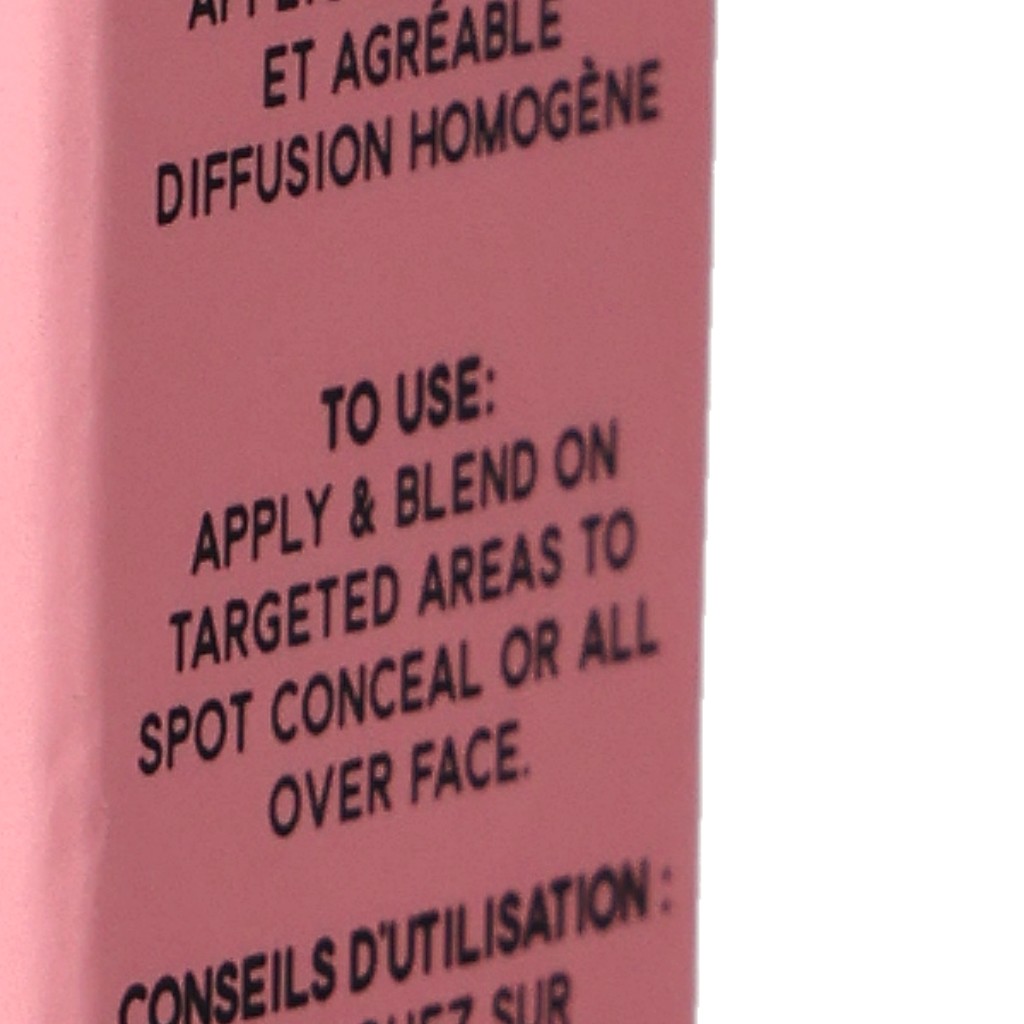 ET AGRÉABLE
DIFFUSION HOMOGÈNE
TO USE:
APPLY & BLEND ON
TARGETED AREAS TO
SPOT CONCEAL OR ALL
OVER FACE.
CONSEILS D'UTILISATION :
SUR